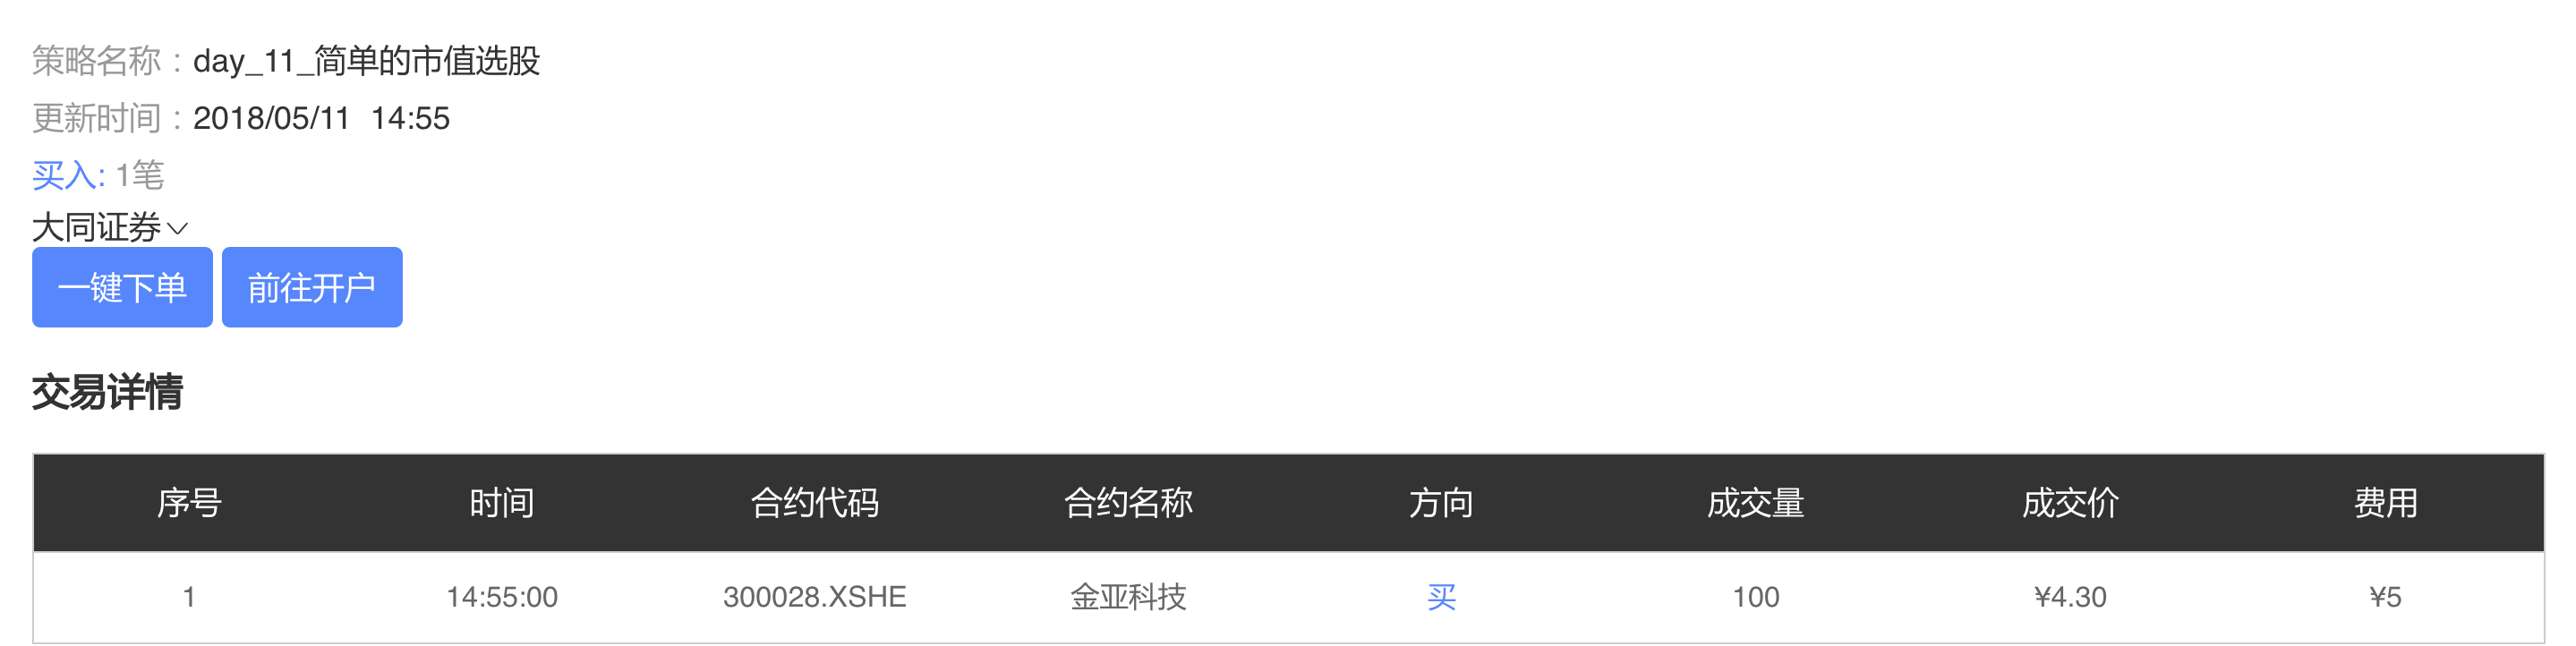 策略名称：day_11_简单的市值选股
更新时间：2018/05/11 14:55
买入: 1笔
大同证券
一键下单 前往开户
交易详情
序号 时间 合约代码 合约名称 方向 成交量 成交价 费用
1 14:55:00 300028.XSHE 金亚科技 买 100 ¥4.30 ¥5